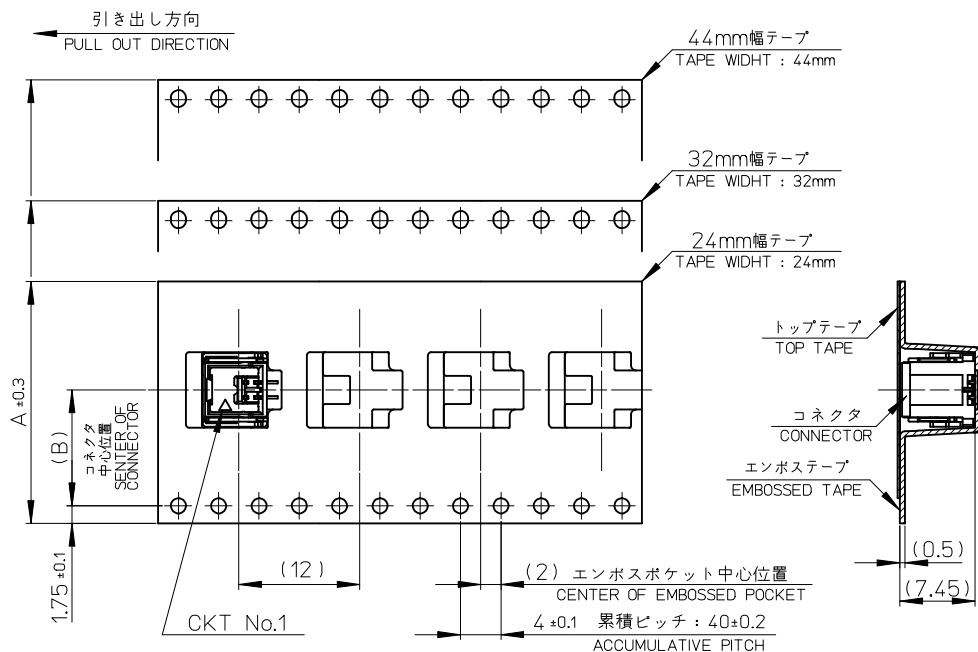 引き出し方向
PULL OUT DIRECTION
44mm幅テープ
TAPE WIDHT : 44mm
32mm幅テープ
TAPE WIDHT : 32mm
24mm幅テープ
TAPE WIDHT : 24mm
A ±0.3
(B)
コネクタ
中心位置
SENTER OF
CONNECTOR
1.75 ±0.1
トップテープ
TOP TAPE
コネクタ
CONNECTOR
エンボステープ
EMBOSSED TAPE
(12)
(2) エンボスポケット中心位置
CENTER OF EMBOSSED POCKET
(0.5)
(7.45)
CKT No.1
4 ±0.1 累積ピッチ : 40±0.2
ACCUMULATIVE PITCH